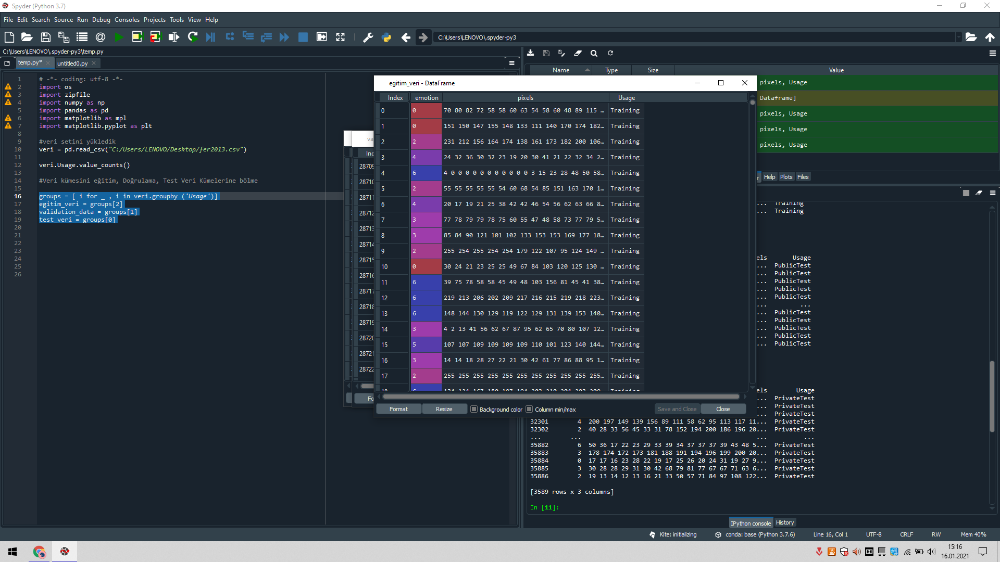 Spyder (Python 3.7)
File Edit Search Source Run Debug Consoles Projects Tools View Help
C:\Users\LENOVO\.spyder-py3
C:\Users\LENOVO\.spyder-py3\temp.py
temp.py*
untitled0.py
1 # -*- coding: utf-8 -*-
2 import os
3 import zipfile
4 import numpy as np
5 import pandas as pd
6 import matplotlib as mpl
7 import matplotlib.pyplot as plt
8
9 #veri setini yükledik
10 veri = pd.read_csv("C:/Users/LENOVO/Desktop/fer2013.csv")
11
12 veri.Usage.value_counts()
13
14 #Veri kümesini eğitim, Doğrulama, Test Veri Kümelerine bölme
15
16 groups = [ i for _ , i in veri.groupby ('Usage')]
17 egitim_veri = groups[2]
18 validation_data = groups[1]
19 test_veri = groups[0]
20
21
22
23
24
25
26
va
Inc
28709
28710
28711
28712
28713
28714
28715
28716
28717
28718
28719
28720
28721
28722
Fo
egitim_veri - DataFrame
Index emotion pixels Usage
0 0 70 80 82 72 58 58 60 63 54 58 60 48 89 115 … Training
1 0 151 150 147 155 148 133 111 140 170 174 182… Training
2 2 231 212 156 164 174 138 161 173 182 200 106… Training
3 4 24 32 36 30 32 23 19 20 30 41 21 22 32 34 2… Training
4 6 4 0 0 0 0 0 0 0 0 0 0 0 3 15 23 28 48 50 58… Training
5 2 55 55 55 55 55 54 60 68 54 85 151 163 170 1… Training
6 4 20 17 19 21 25 38 42 42 46 54 56 62 63 66 8… Training
7 3 77 78 79 79 78 75 60 55 47 48 58 73 77 79 5… Training
8 3 85 84 90 121 101 102 133 153 153 169 177 18… Training
9 2 255 254 255 254 254 179 122 107 95 124 149 … Training
10 0 30 24 21 23 25 25 49 67 84 103 120 125 130 … Training
11 6 39 75 78 58 58 45 49 48 103 156 81 45 41 38… Training
12 6 219 213 206 202 209 217 216 215 219 218 223… Training
13 6 148 144 130 129 119 122 129 131 139 153 140… Training
14 3 4 2 13 41 56 62 67 87 95 62 65 70 80 107 12… Training
15 5 107 107 109 109 109 109 110 101 123 140 144… Training
16 3 14 14 18 28 27 22 21 30 42 61 77 86 88 95 1… Training
17 2 255 255 255 255 255 255 255 255 255 255 255… Training
Format Resize Background color Column min/max Save and Close Close
Name Type Size Value
pixels, Usage
Dataframe]
pixels, Usage
pixels, Usage
pixels, Usage
r Help Plots Files
... Training
... Training
els Usage
... PublicTest
... PublicTest
... PublicTest
... PublicTest
... PublicTest
... ...
... PublicTest
... PublicTest
... PublicTest
... PublicTest
... PublicTest
els Usage
... PrivateTest
... PrivateTest
... PrivateTest
32301 4 200 197 149 139 156 89 111 58 62 95 113 117 11... PrivateTest
32302 2 40 28 33 56 45 33 31 78 152 194 200 186 196 20... PrivateTest
... ... ... ...
35882 6 50 36 17 22 23 29 33 39 34 37 37 37 39 43 48 5... PrivateTest
35883 3 178 174 172 173 181 188 191 194 196 199 200 20... PrivateTest
35884 0 17 17 16 23 28 22 19 17 25 26 20 24 31 19 27 9... PrivateTest
35885 3 30 28 28 29 31 30 42 68 79 81 77 67 67 71 63 6... PrivateTest
35886 2 19 13 14 12 13 16 21 33 50 57 71 84 97 108 122... PrivateTest
[3589 rows x 3 columns]
In [11]:
IPython console History
Kite: initializing conda: base (Python 3.7.6) Line 16, Col 1 UTF-8 CRLF RW Mem 40%
15:16
16.01.2021